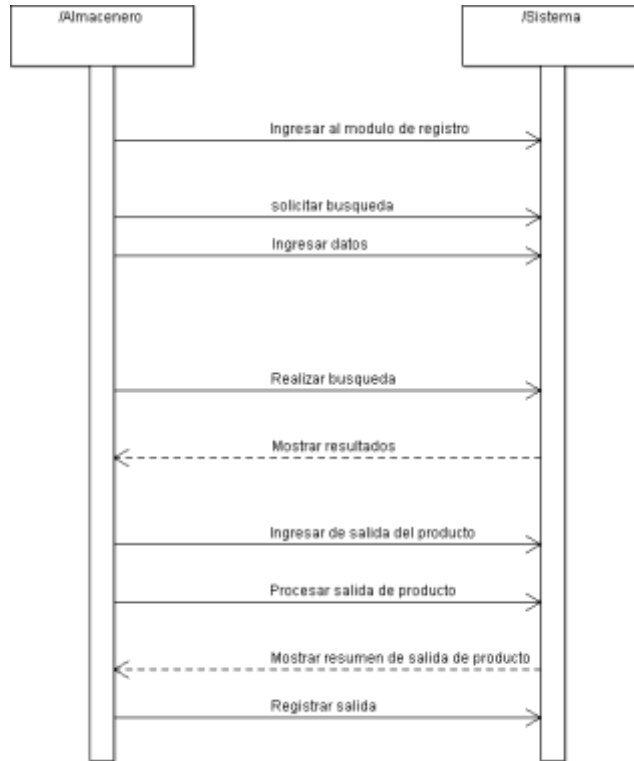 /Almacenero
/Sistema
Ingresar al modulo de registro
solicitar busqueda
Ingresar datos
Realizar busqueda
Mostrar resultados
Ingresar de salida del producto
Procesar salida de producto
Mostrar resumen de salida de producto
Registrar salida